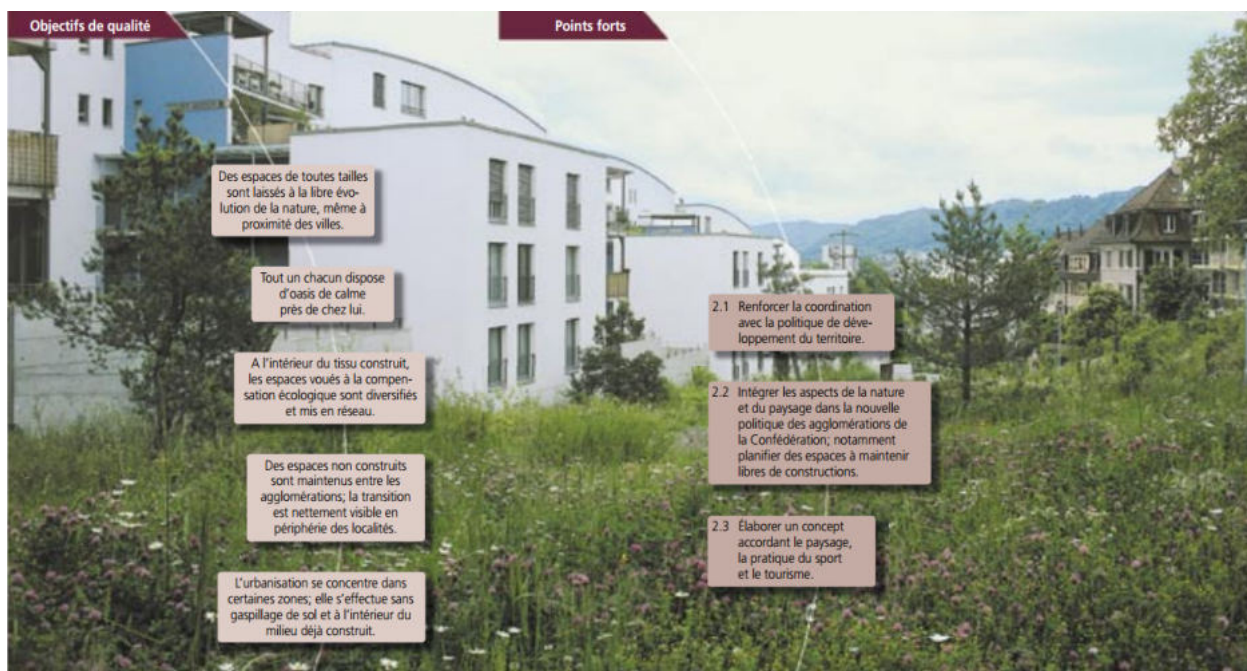 Objectifs de qualité
Des espaces de toutes tailles
sont laissés à la libre évo-
lution de la nature, même à
proximité des villes.
Tout un chacun dispose
d'oasis de calme
près de chez lui.
A l'intérieur du tissu construit,
les espaces voués à la compen-
sation écologique sont diversifiés
et mis en réseau.
Des espaces non construits
sont maintenus entre les
agglomérations; la transition
est nettement visible en
périphérie des localités.
L'urbanisation se concentre dans
certaines zones; elle s'effectue sans
gaspillage de sol et à l'intérieur du
milieu déjà construit.
Points forts
2.1 Renforcer la coordination
avec la politique de déve-
loppement du territoire.
2.2 Intégrer les aspects de la nature
et du paysage dans la nouvelle
politique des agglomérations de
la Confédération; notamment
planifier des espaces à maintenir
libres de constructions.
2.3 Élaborer un concept
accordant le paysage,
la pratique du sport
et le tourisme.